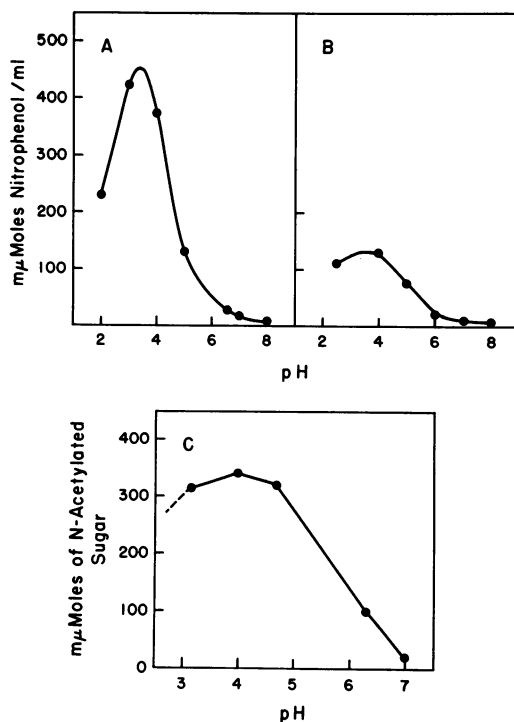 A
B
mμMoles Nitrophenol/ml
500
400
300
200
100
2 4 6 8
2 4 6 8
pH
C
mμMoles of N-Acetylated
Sugar
400
300
200
100
0
3 4 5 6 7
pH